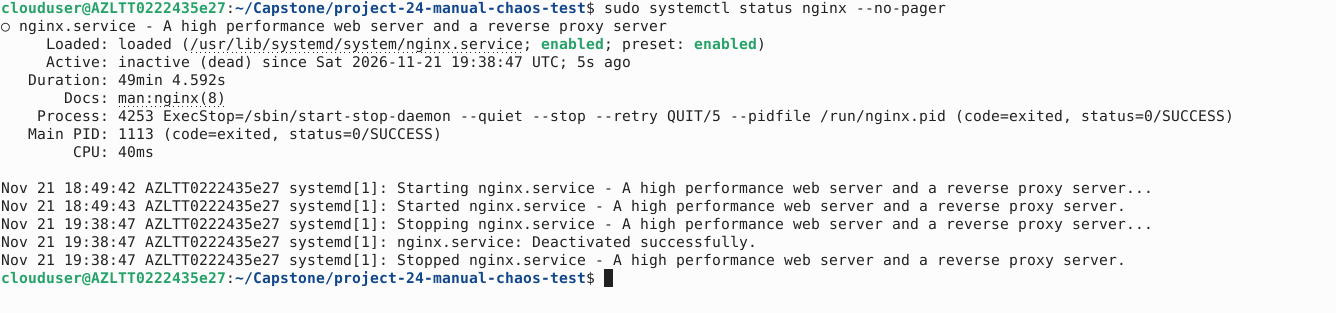 clouduser@AZLTT0222435e27:~/Capstone/project-24-manual-chaos-test$ sudo systemctl status nginx --no-pager
○ nginx.service - A high performance web server and a reverse proxy server
     Loaded: loaded (/usr/lib/systemd/system/nginx.service; enabled; preset: enabled)
     Active: inactive (dead) since Sat 2026-11-21 19:38:47 UTC; 5s ago
   Duration: 49min 4.592s
       Docs: man:nginx(8)
    Process: 4253 ExecStop=/sbin/start-stop-daemon --quiet --stop --retry QUIT/5 --pidfile /run/nginx.pid (code=exited, status=0/SUCCESS)
   Main PID: 1113 (code=exited, status=0/SUCCESS)
        CPU: 40ms

Nov 21 18:49:42 AZLTT0222435e27 systemd[1]: Starting nginx.service - A high performance web server and a reverse proxy server...
Nov 21 18:49:43 AZLTT0222435e27 systemd[1]: Started nginx.service - A high performance web server and a reverse proxy server.
Nov 21 19:38:47 AZLTT0222435e27 systemd[1]: Stopping nginx.service - A high performance web server and a reverse proxy server...
Nov 21 19:38:47 AZLTT0222435e27 systemd[1]: nginx.service: Deactivated successfully.
Nov 21 19:38:47 AZLTT0222435e27 systemd[1]: Stopped nginx.service - A high performance web server and a reverse proxy server.
clouduser@AZLTT0222435e27:~/Capstone/project-24-manual-chaos-test$